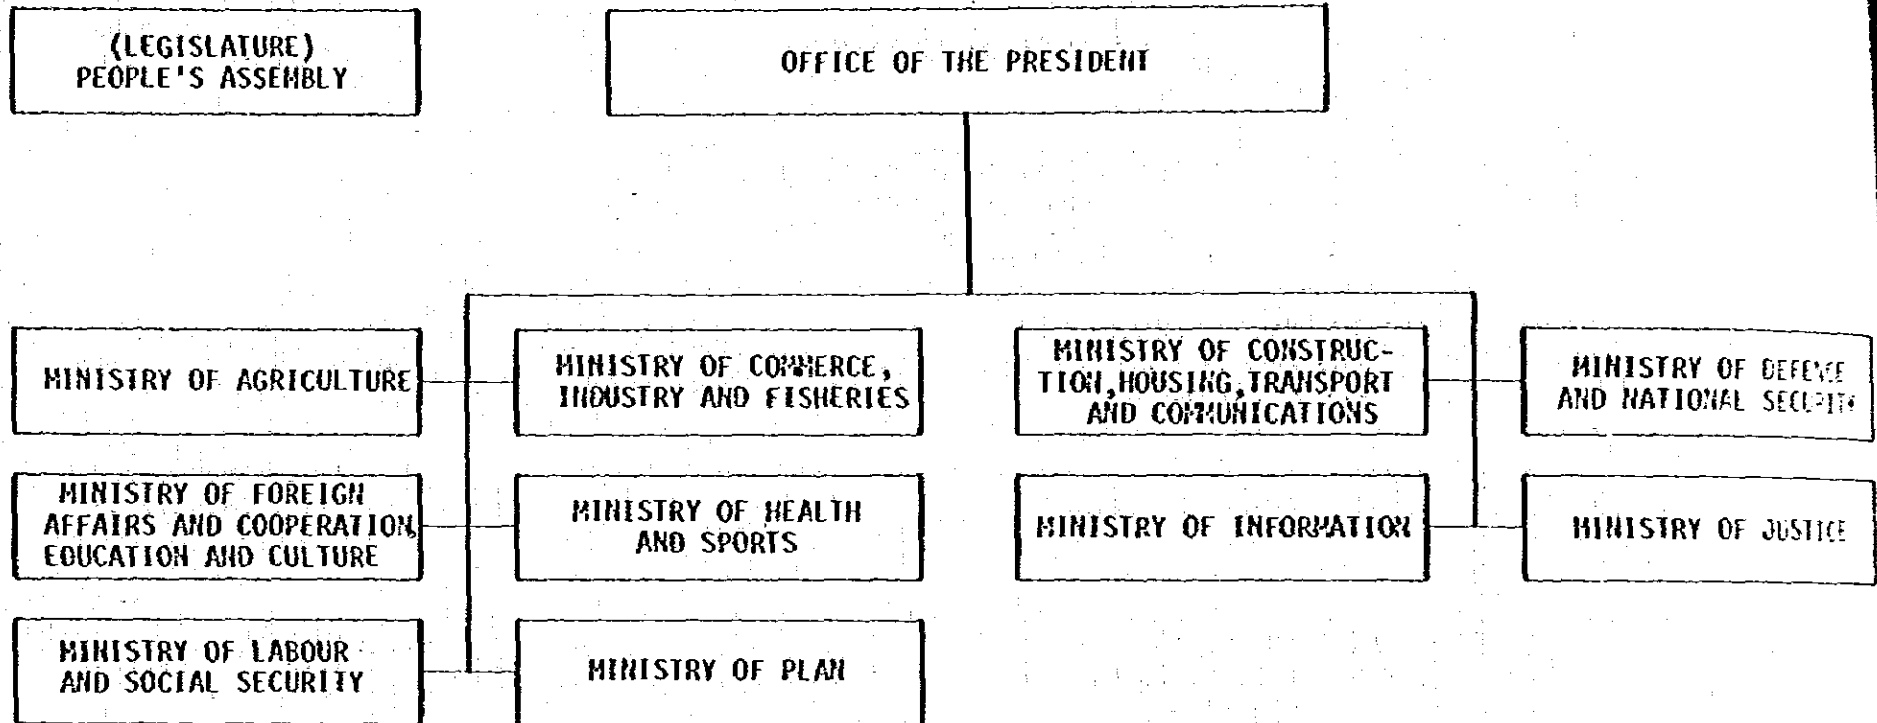 (LEGISLATURE)
PEOPLE'S ASSEMBLY
OFFICE OF THE PRESIDENT
MINISTRY OF AGRICULTURE
MINISTRY OF COMMERCE,
INDUSTRY AND FISHERIES
MINISTRY OF CONSTRUC-
TION,HOUSING,TRANSPORT
AND COMMUNICATIONS
MINISTRY OF DEFENCE
AND NATIONAL SECURITY
MINISTRY OF FOREIGN
AFFAIRS AND COOPERATION,
EDUCATION AND CULTURE
MINISTRY OF HEALTH
AND SPORTS
MINISTRY OF INFORMATION
MINISTRY OF JUSTICE
MINISTRY OF LABOUR
AND SOCIAL SECURITY
MINISTRY OF PLAN